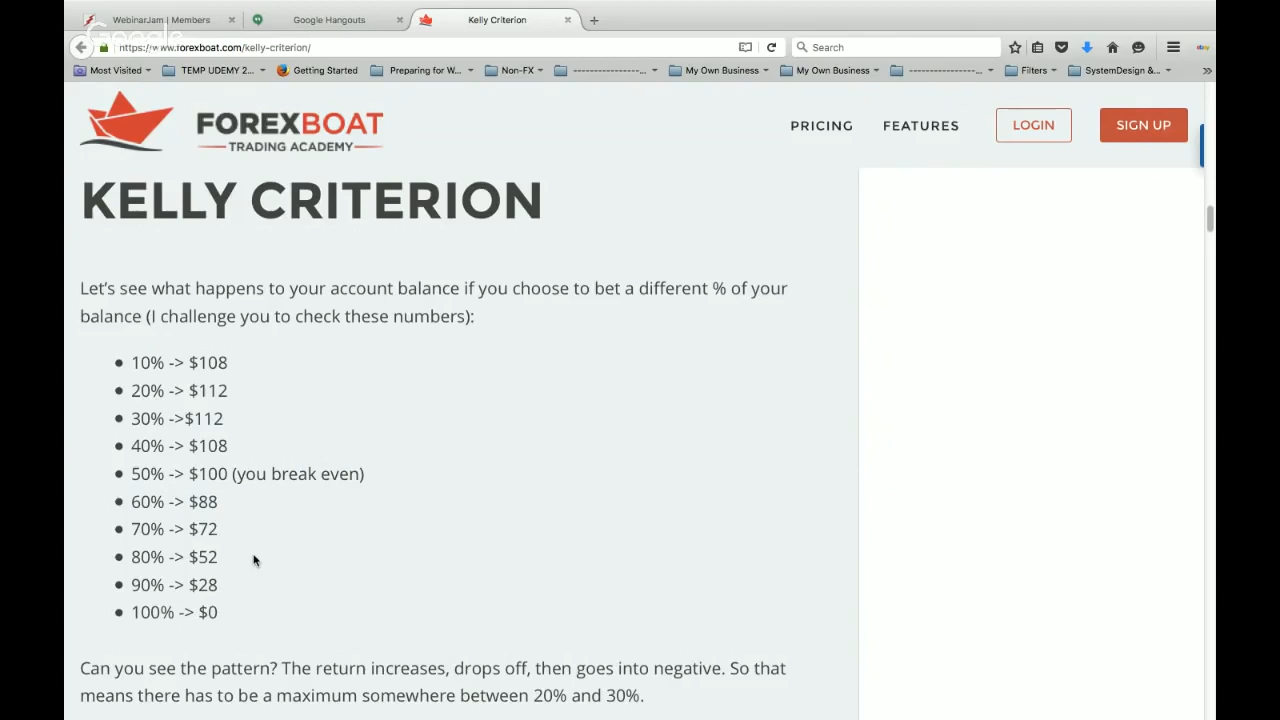 WebinarJam | Members
Google Hangouts
Kelly Criterion
Google
https://www.forexboat.com/kelly-criterion/
Search
Most Visited
TEMP UDEMY 2...
Getting Started
Preparing for W...
Non-FX
----------------...
My Own Business
My Own Business
----------------...
Filters
SystemDesign &...
»
ebay
FOREXBOAT
TRADING ACADEMY
PRICING
FEATURES
LOGIN
SIGN UP
KELLY CRITERION
Let's see what happens to your account balance if you choose to bet a different % of your
balance (I challenge you to check these numbers):
• 10% -> $108
• 20% -> $112
• 30% ->$112
• 40% -> $108
• 50% -> $100 (you break even)
• 60% -> $88
• 70% -> $72
• 80% -> $52
• 90% -> $28
• 100% -> $0
Can you see the pattern? The return increases, drops off, then goes into negative. So that
means there has to be a maximum somewhere between 20% and 30%.